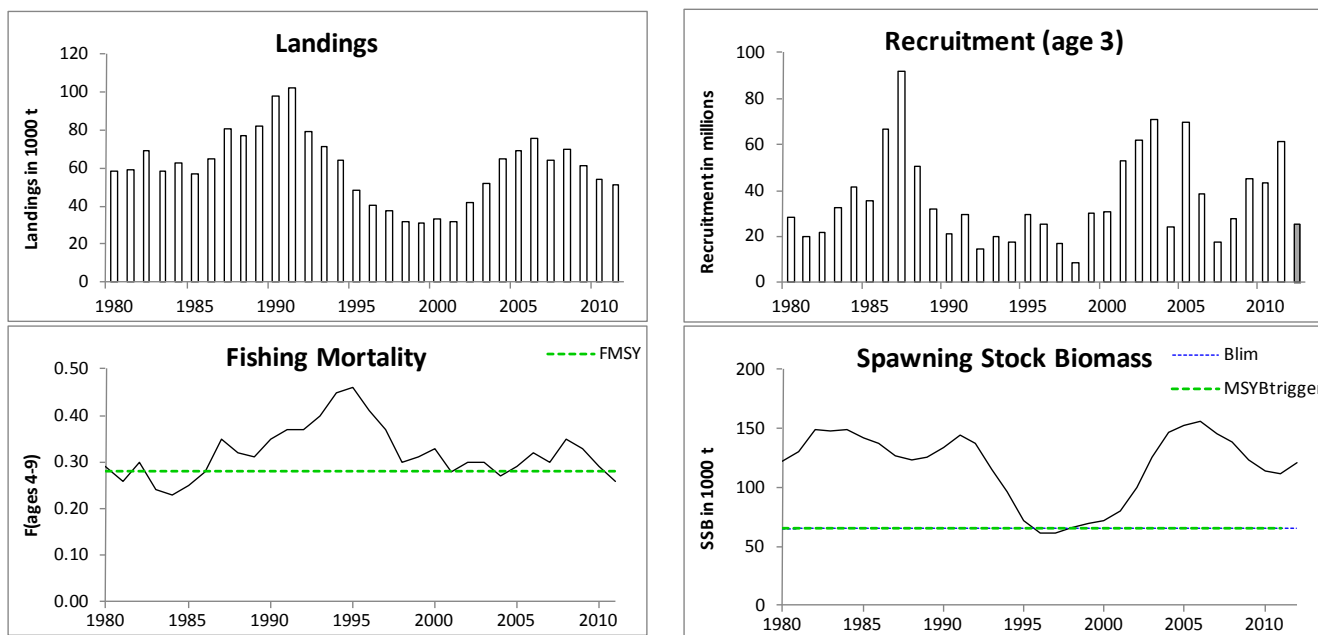 Landings
Landings in 1000 t
120
100
80
60
40
20
0
1980 1985 1990 1995 2000 2005 2010
Recruitment (age 3)
Recruitment in millions
100
80
60
40
20
0
1980 1985 1990 1995 2000 2005 2010
Fishing Mortality
FMSY
F(ages 4-9)
0.50
0.40
0.30
0.20
0.10
0.00
1980 1985 1990 1995 2000 2005 2010
Spawning Stock Biomass
Blim
MSYBtrigger
SSB in 1000 t
200
150
100
50
0
1980 1985 1990 1995 2000 2005 2010